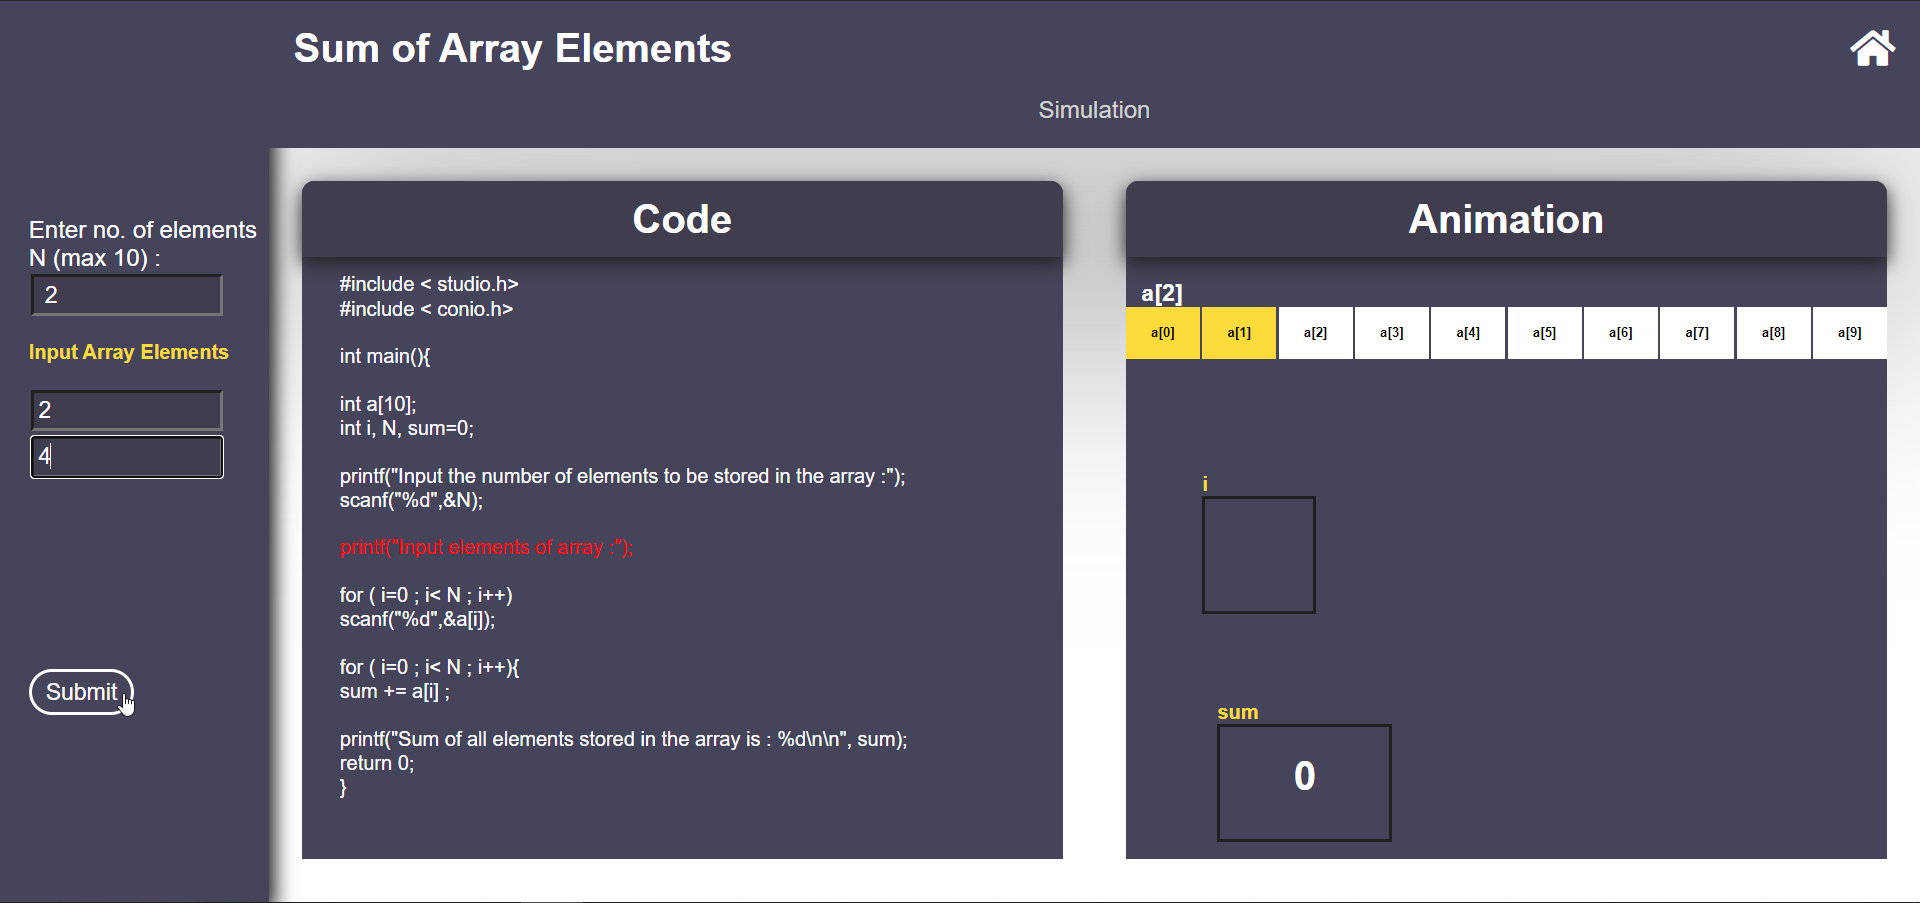 Sum of Array Elements
Simulation
Enter no. of elements
N (max 10) :
2
Input Array Elements
2
4
Submit
Code
#include < studio.h>
#include < conio.h>
int main(){
int a[10];
int i, N, sum=0;
printf("Input the number of elements to be stored in the array :");
scanf("%d",&N);
printf("Input elements of array :");
for ( i=0 ; i< N ; i++)
scanf("%d",&a[i]);
for ( i=0 ; i< N ; i++){
sum += a[i] ;
printf("Sum of all elements stored in the array is : %d\n\n", sum);
return 0;
}
Animation
a[2]
a[0] a[1] a[2] a[3] a[4] a[5] a[6] a[7] a[8] a[9]
i
sum
0